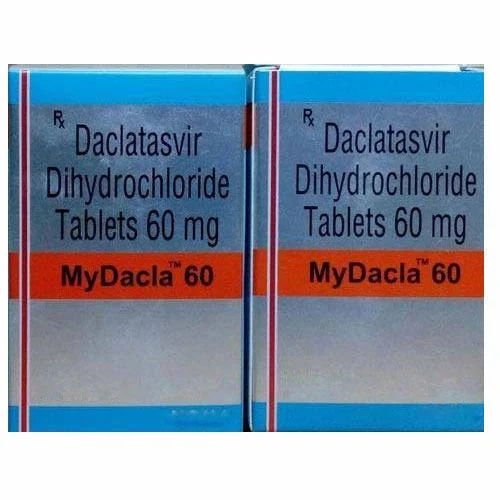 Rx Daclatasvir
Dihydrochloride
Tablets 60 mg
MyDacla™ 60
Rx Daclatasvir
Dihydrochloride
Tablets 60 mg
MyDacla™ 60